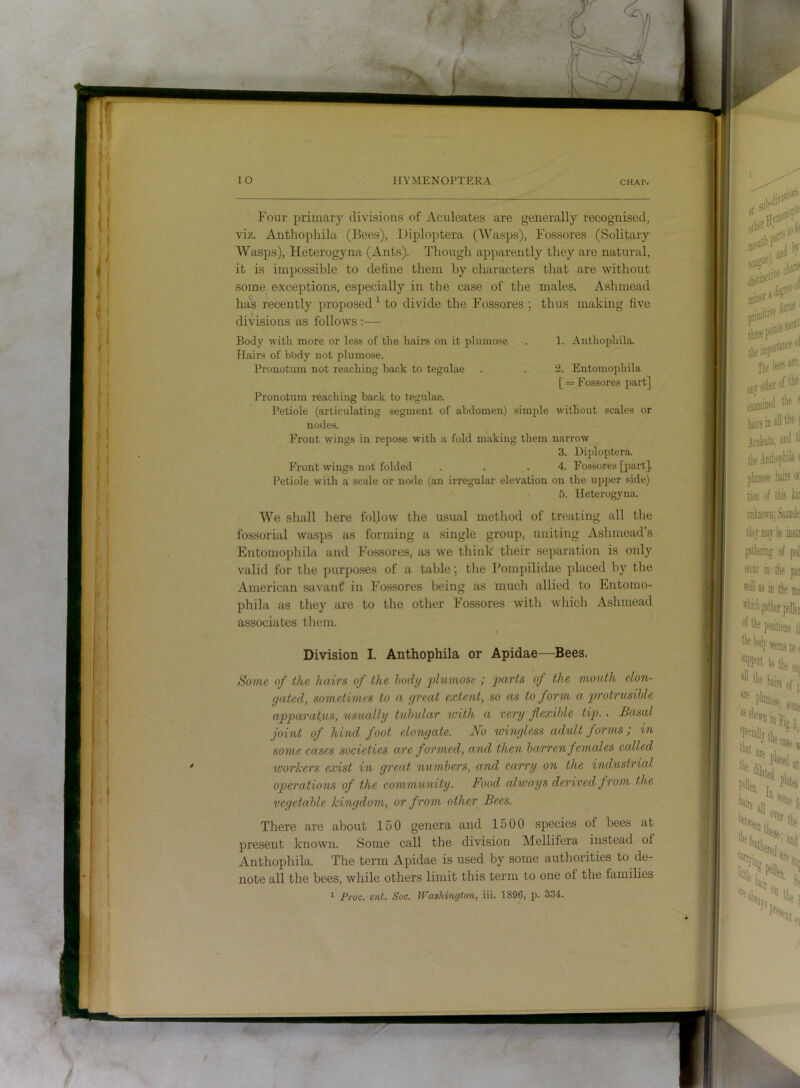 10 HYMENOPTERA CHAP.
Four primary divisions of Aculeates are generally recognised,
viz. Anthophila (Bees), Diploptera (Wasps), Fossores (Solitary
Wasps), Heterogyna (Ants). Though apparently they are natural,
it is impossible to define them by characters that are without
some exceptions, especially in the case of the males. Ashmead
has recently proposed¹ to divide the Fossores ; thus making five
divisions as follows :—
Body with more or less of the hairs on it plumose . 1. Anthophila.
Hairs of body not plumose.
Pronotum not reaching back to tegulae . . 2. Entomophila
[ = Fossores part]
Pronotum reaching back to tegulae.
Petiole (articulating segment of abdomen) simple without scales or
nodes.
Front wings in repose with a fold making them narrow
3. Diploptera.
Front wings not folded . . . 4. Fossores [part].
Petiole with a scale or node (an irregular elevation on the upper side)
5. Heterogyna.
We shall here follow the usual method of treating all the
fossorial wasps as forming a single group, uniting Ashmead's
Entomophila and Fossores, as we think their separation is only
valid for the purposes of a table ; the Pompilidae placed by the
American savant in Fossores being as much allied to Entomo-
phila as they are to the other Fossores with which Ashmead
associates them.
Division I. Anthophila or Apidae—Bees.
Some of the hairs of the body plumose ; parts of the mouth elon-
gated, sometimes to a great extent, so as to form a protrusible
apparatus, usually tubular with a very flexible tip. . Basal
joint of hind foot elongate. No wingless adult forms ; in
some cases societies are formed, and then barren females called
workers exist in great numbers, and carry on the industrial
operations of the community. Food always derived from the
vegetable kingdom, or from other Bees.
There are about 150 genera and 1500 species of bees at
present known. Some call the division Mellifera instead of
Anthophila. The term Apidae is used by some authorities to de-
note all the bees, while others limit this term to one of the families
¹ Proc. ent. Soc. Washington, iii. 1896, p. 334.